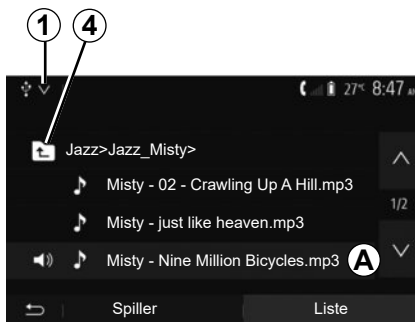 1 4
27°C 8:47
Jazz>Jazz_Misty>
Misty - 02 - Crawling Up A Hill.mp3
Misty - just like heaven.mp3
1/2
Misty - Nine Million Bicycles.mp3 A
Spiller Liste